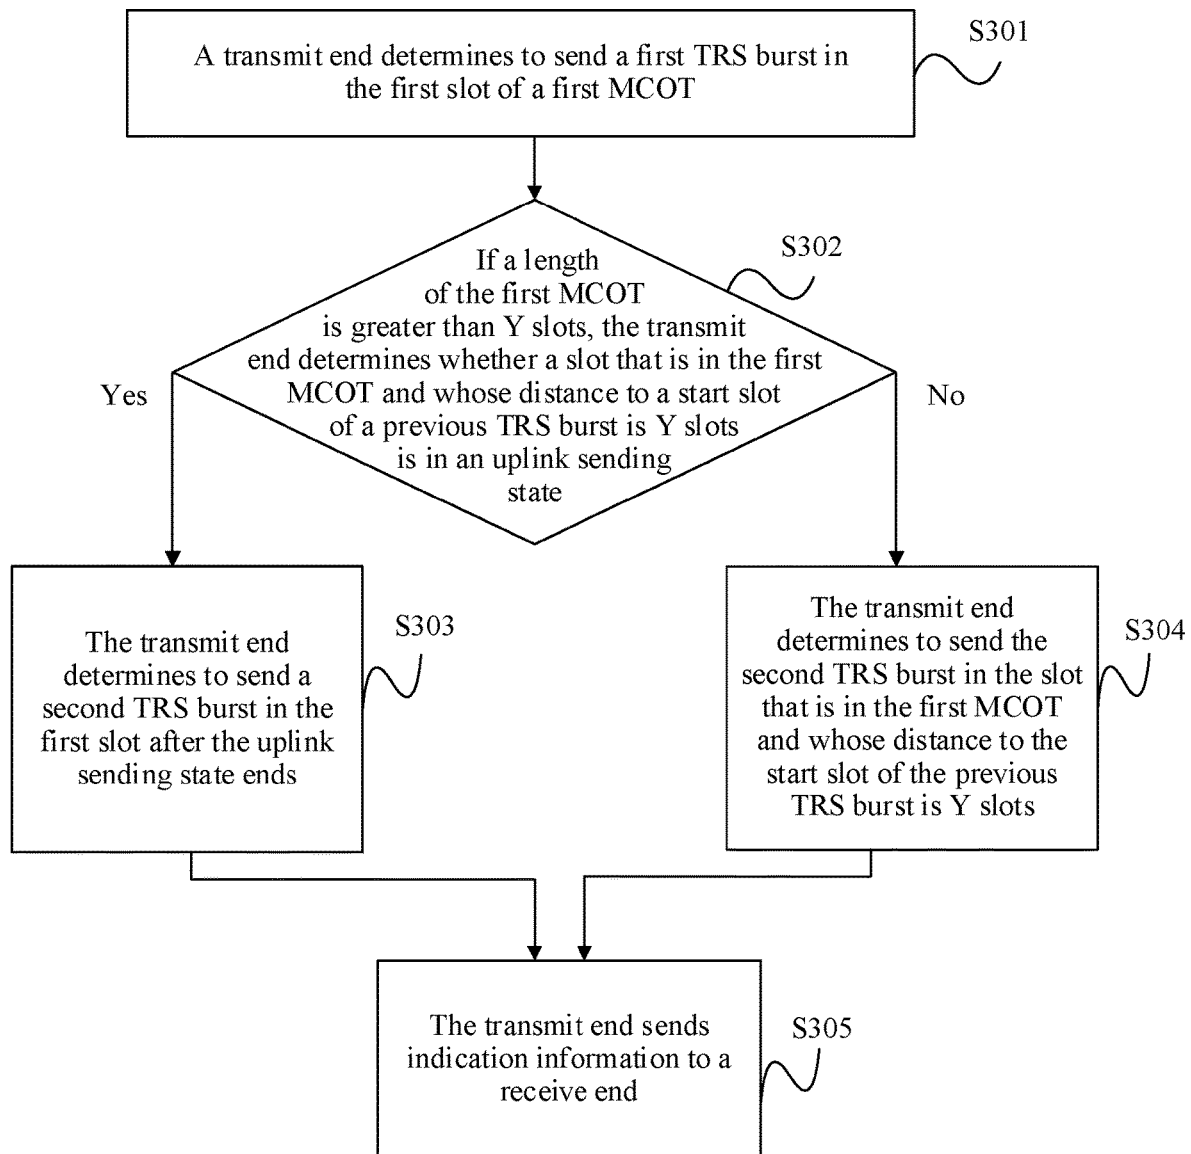 A transmit end determines to send a first TRS burst in
the first slot of a first MCOT
S301
If a length
of the first MCOT
is greater than Y slots, the transmit
end determines whether a slot that is in the first
MCOT and whose distance to a start slot
of a previous TRS burst is Y slots
is in an uplink sending
state
S302
Yes
No
The transmit end
determines to send a
second TRS burst in the
first slot after the uplink
sending state ends
S303
The transmit end
determines to send the
second TRS burst in the slot
that is in the first MCOT
and whose distance to the
start slot of the previous
TRS burst is Y slots
S304
The transmit end sends
indication information to a
receive end
S305